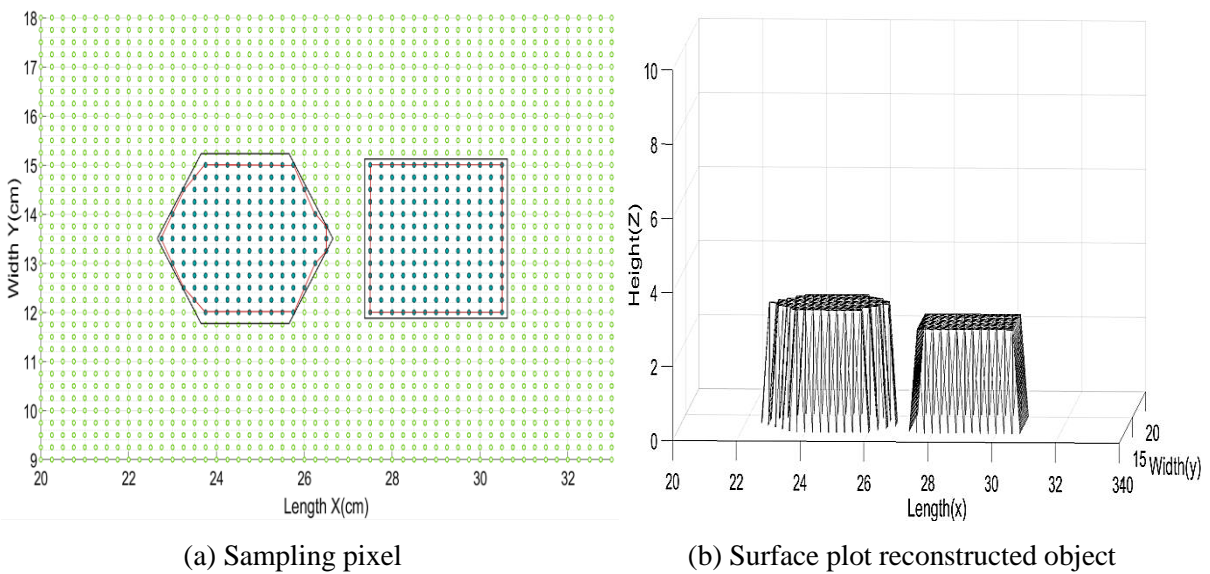 18
17
16
15
14
13
12
11
10
9
Width Y(cm)
20 22 24 26 28 30 32
Length X(cm)
10
8
6
4
2
0
Height(Z)
20 22 24 26 28 30 32 340
15
20
Width(y)
Length(x)
(a) Sampling pixel
(b) Surface plot reconstructed object